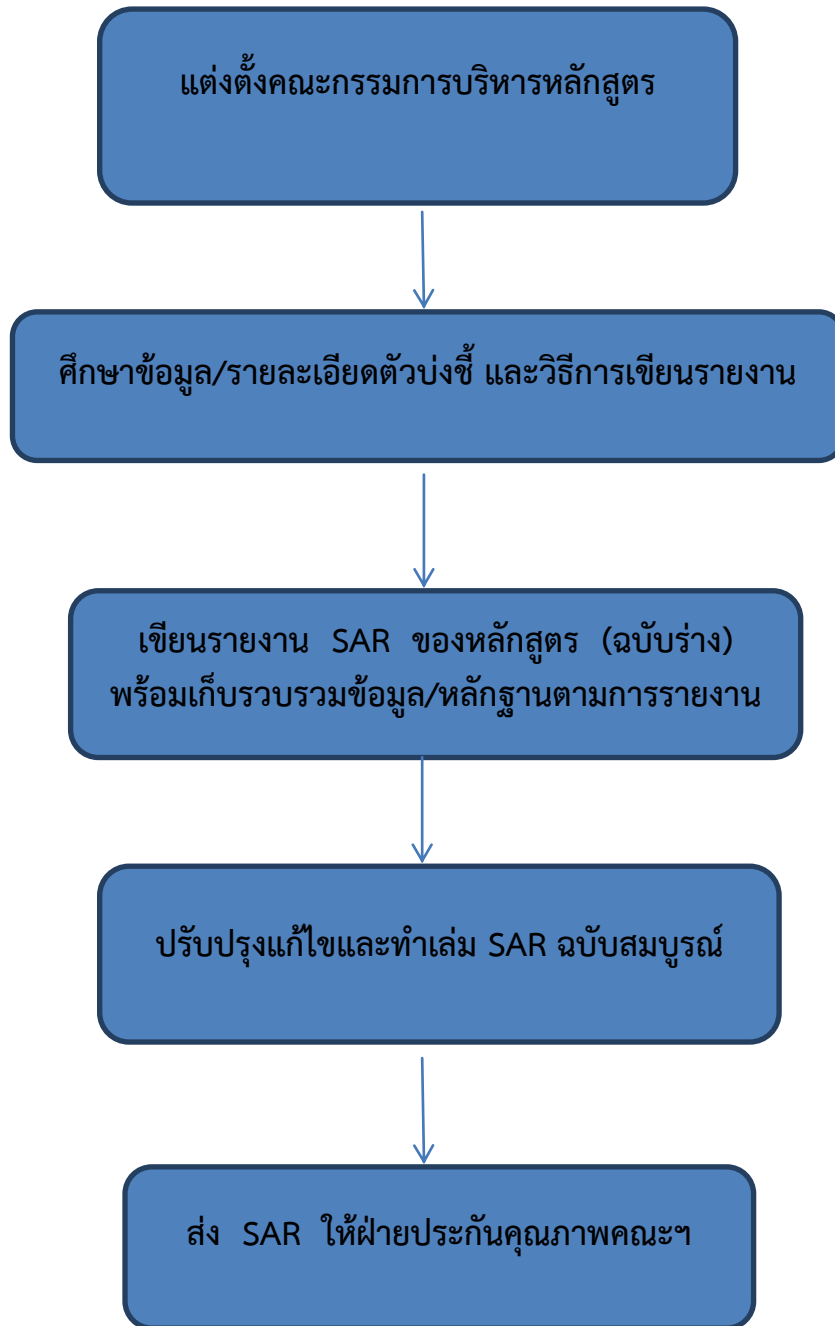 แต่งตั้งคณะกรรมการบริหารหลักสูตร
ศึกษาข้อมูล/รายละเอียดตัวบ่งชี้ และวิธีการเขียนรายงาน
เขียนรายงาน SAR ของหลักสูตร (ฉบับร่าง)
พร้อมเก็บรวบรวมข้อมูล/หลักฐานตามการรายงาน
ปรับปรุงแก้ไขและทำเล่ม SAR ฉบับสมบูรณ์
ส่ง SAR ให้ฝ่ายประกันคุณภาพคณะฯ